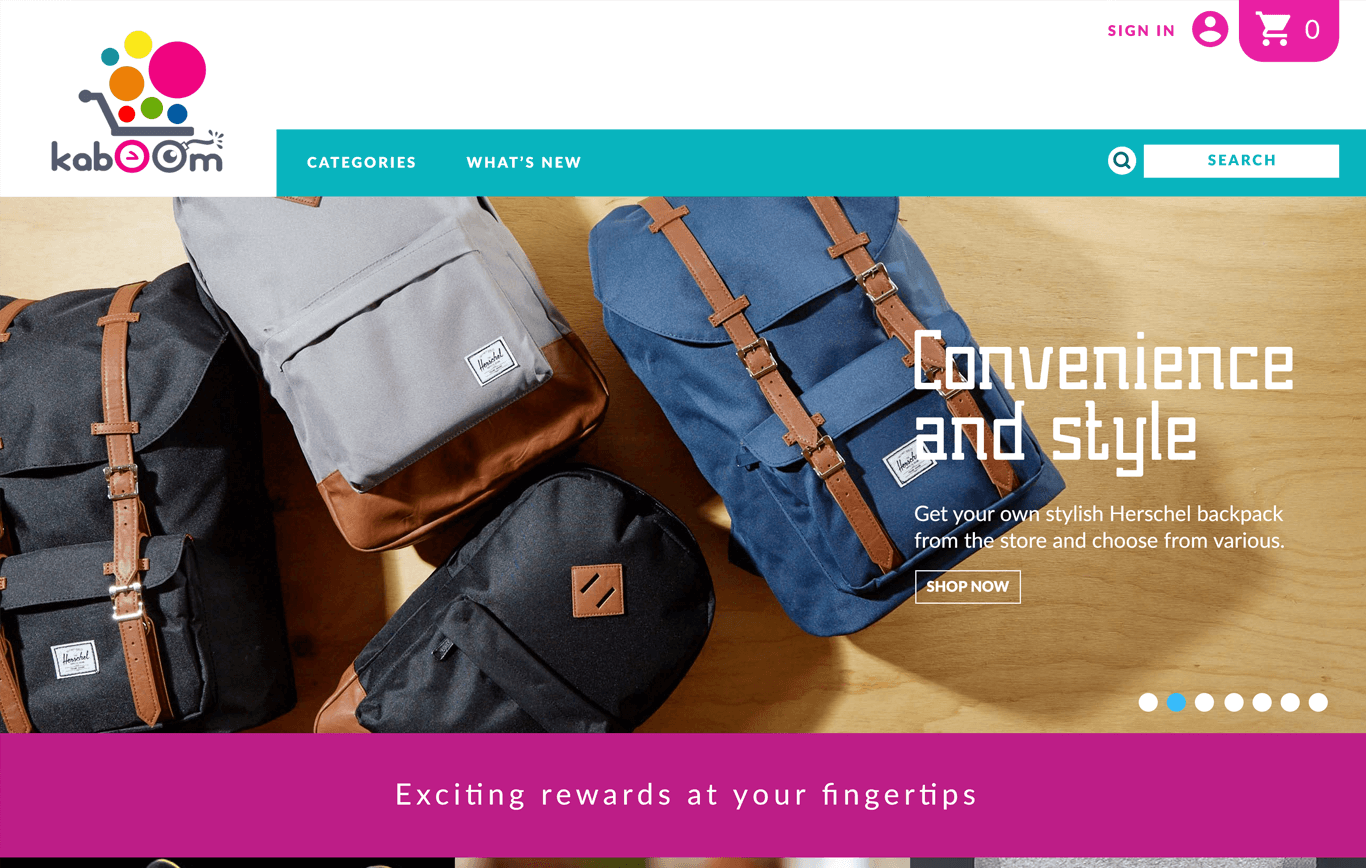 SIGN IN
0
kaboom
CATEGORIES
WHAT'S NEW
SEARCH
Herschel
Herschel
Herschel
Convenience
and style
Get your own stylish Herschel backpack
from the store and choose from various.
SHOP NOW
Exciting rewards at your fingertips